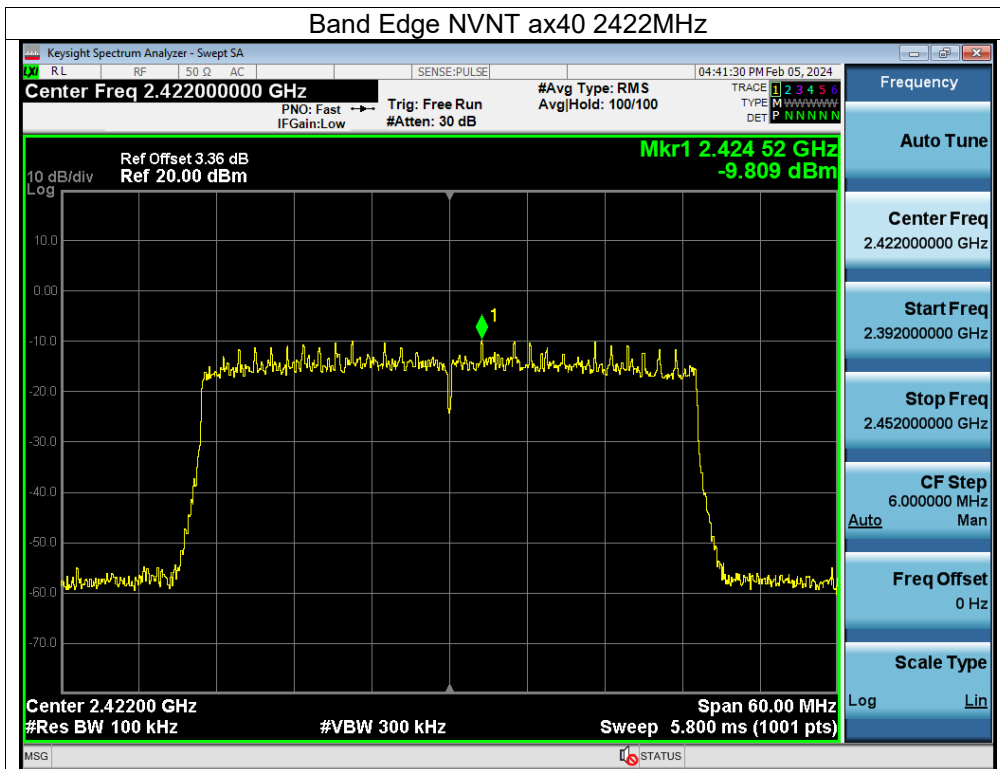 Band Edge NVNT ax40 2422MHz
Keysight Spectrum Analyzer - Swept SA
LXI RL RF 50 Ω AC SENSE:PULSE 04:41:30 PM Feb 05, 2024
Center Freq 2.422000000 GHz
PNO: Fast
IFGain:Low
Trig: Free Run
#Atten: 30 dB
#Avg Type: RMS
Avg|Hold: 100/100
TRACE 1 2 3 4 5 6
TYPE M WWWWW
DET P N N N N N
Mkr1 2.424 52 GHz
-9.809 dBm
Ref Offset 3.36 dB
10 dB/div Ref 20.00 dBm
Log
10.0
0.00
-10.0
-20.0
-30.0
-40.0
-50.0
-60.0
-70.0
1
Center 2.42200 GHz Span 60.00 MHz
#Res BW 100 kHz #VBW 300 kHz Sweep 5.800 ms (1001 pts)
MSG STATUS
Frequency
Auto Tune
Center Freq
2.422000000 GHz
Start Freq
2.392000000 GHz
Stop Freq
2.452000000 GHz
CF Step
6.000000 MHz
Auto Man
Freq Offset
0 Hz
Scale Type
Log Lin